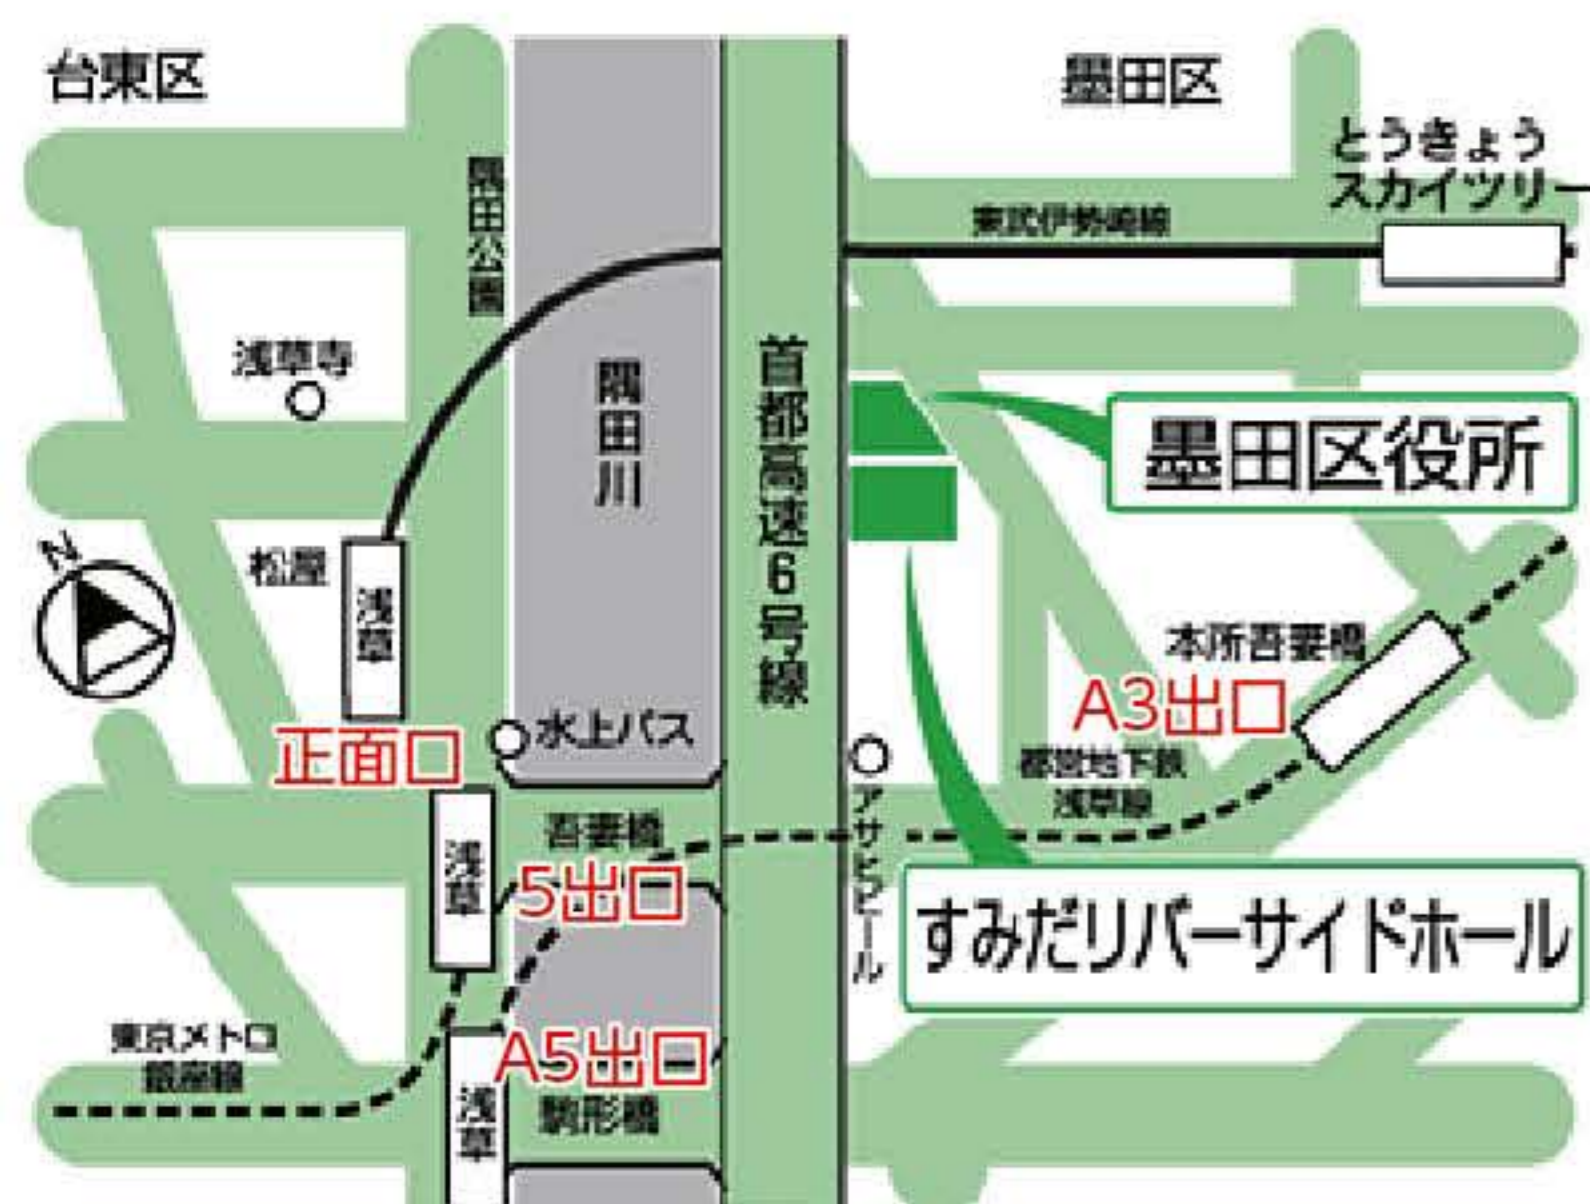 台東区
墨田区
とうきょう
スカイツリー
隅田公園
東武伊勢崎線
浅草寺
隅田川
首都高速6号線
墨田区役所
N
松屋
浅草
本所吾妻橋
A3出口
正面口
水上バス
都営地下鉄
浅草線
アサヒビール
吾妻橋
浅草
5出口
すみだリバーサイドホール
東京メトロ
銀座線
A5出口
浅草
駒形橋